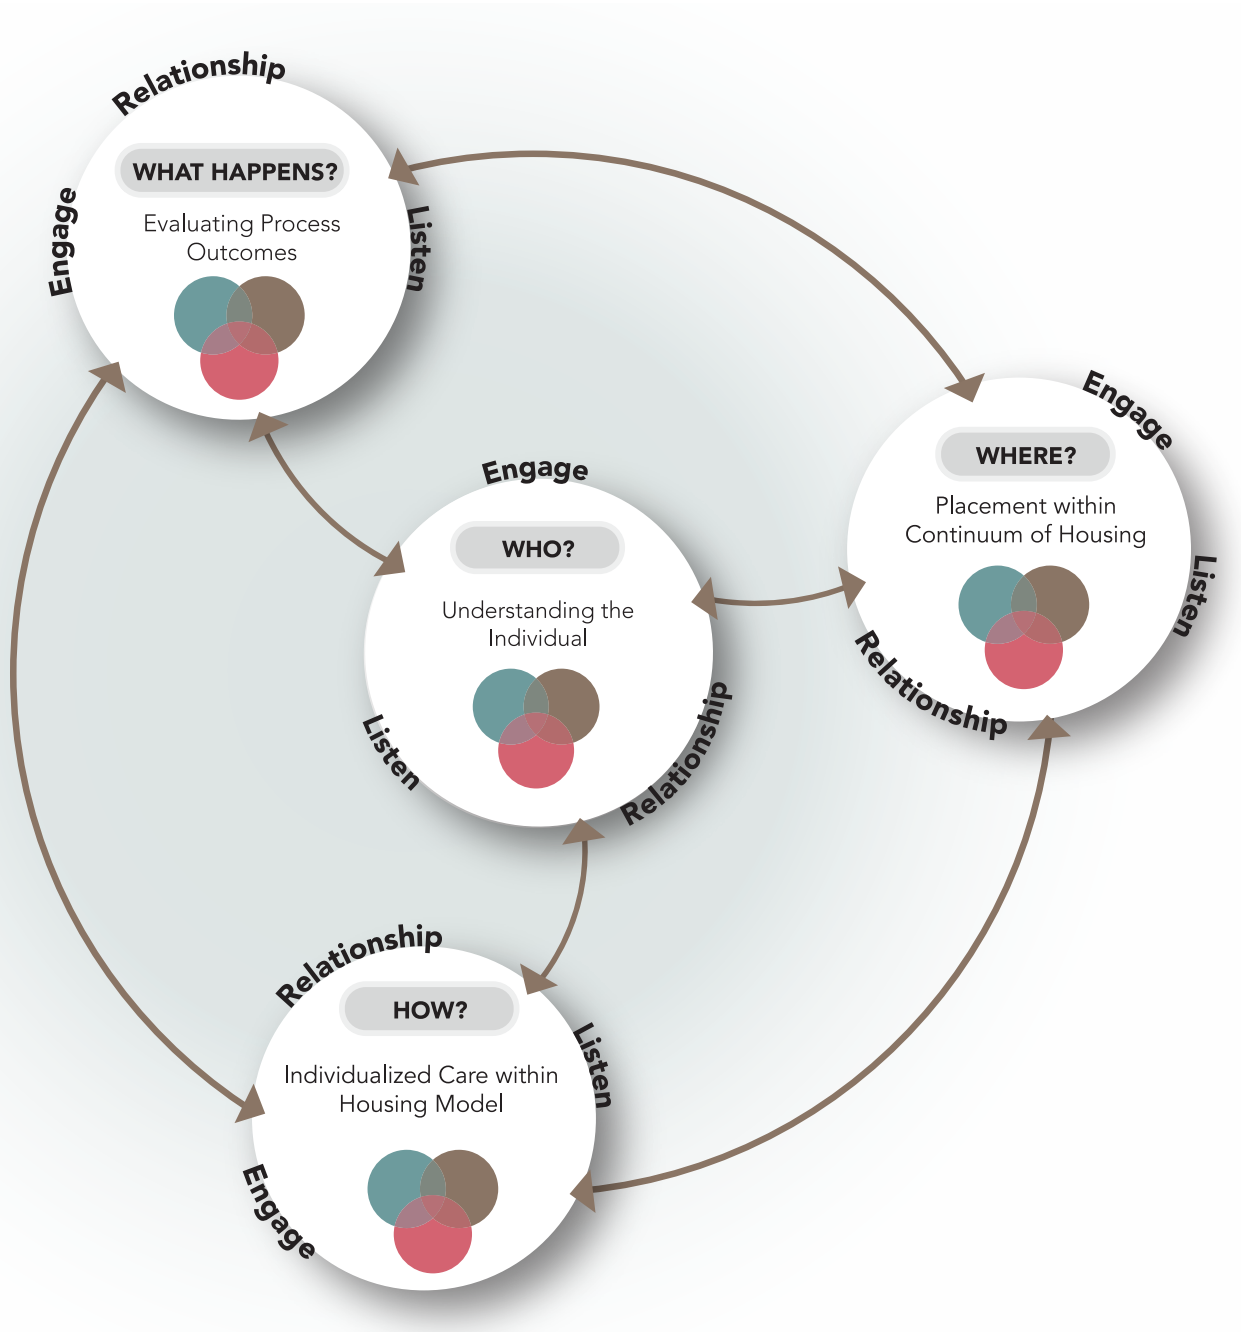 Relationship
WHAT HAPPENS?
Evaluating Process
Outcomes
Engage
Listen
Engage
WHERE?
Placement within
Continuum of Housing
Listen
Relationship
Engage
WHO?
Understanding the
Individual
Listen
Relationship
Relationship
HOW?
Individualized Care within
Housing Model
Listen
Engage